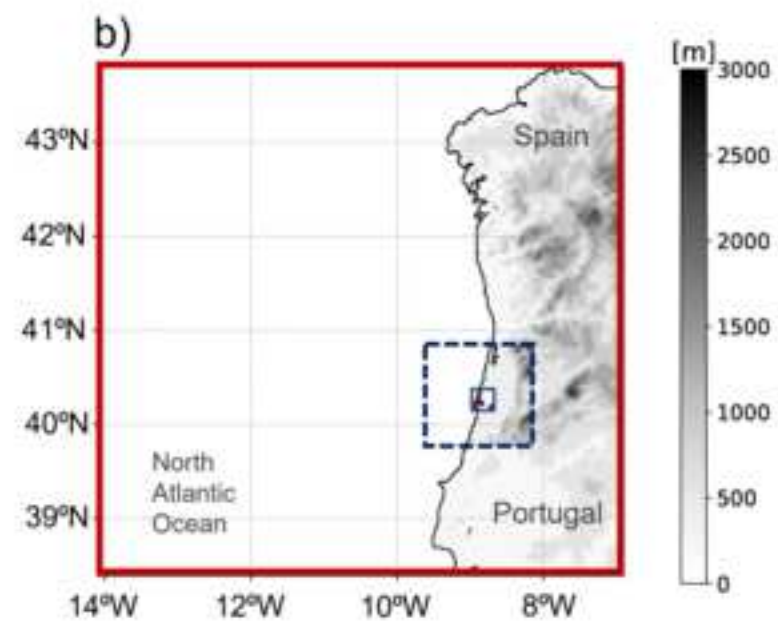 b)
[m]
3000
2500
2000
1500
1000
500
0
43ºN
42ºN
41ºN
40ºN
39ºN
Spain
North
Atlantic
Ocean
Portugal
14ºW
12ºW
10ºW
8ºW